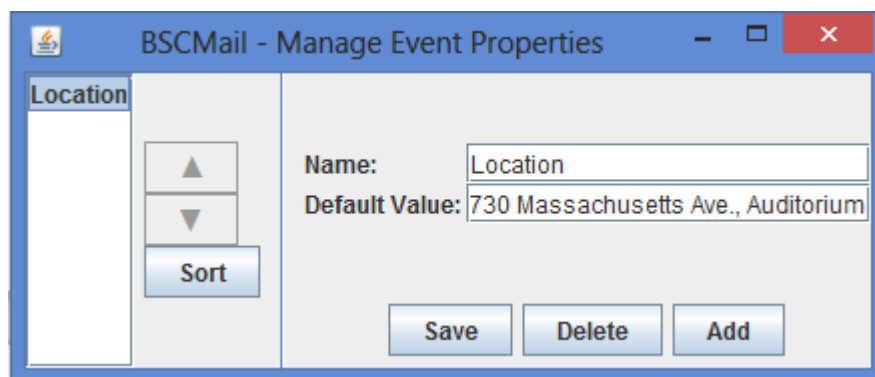 BSCMail - Manage Event Properties
Location
▲
▼
Sort
Name: Location
Default Value: 730 Massachusetts Ave., Auditorium
Save Delete Add